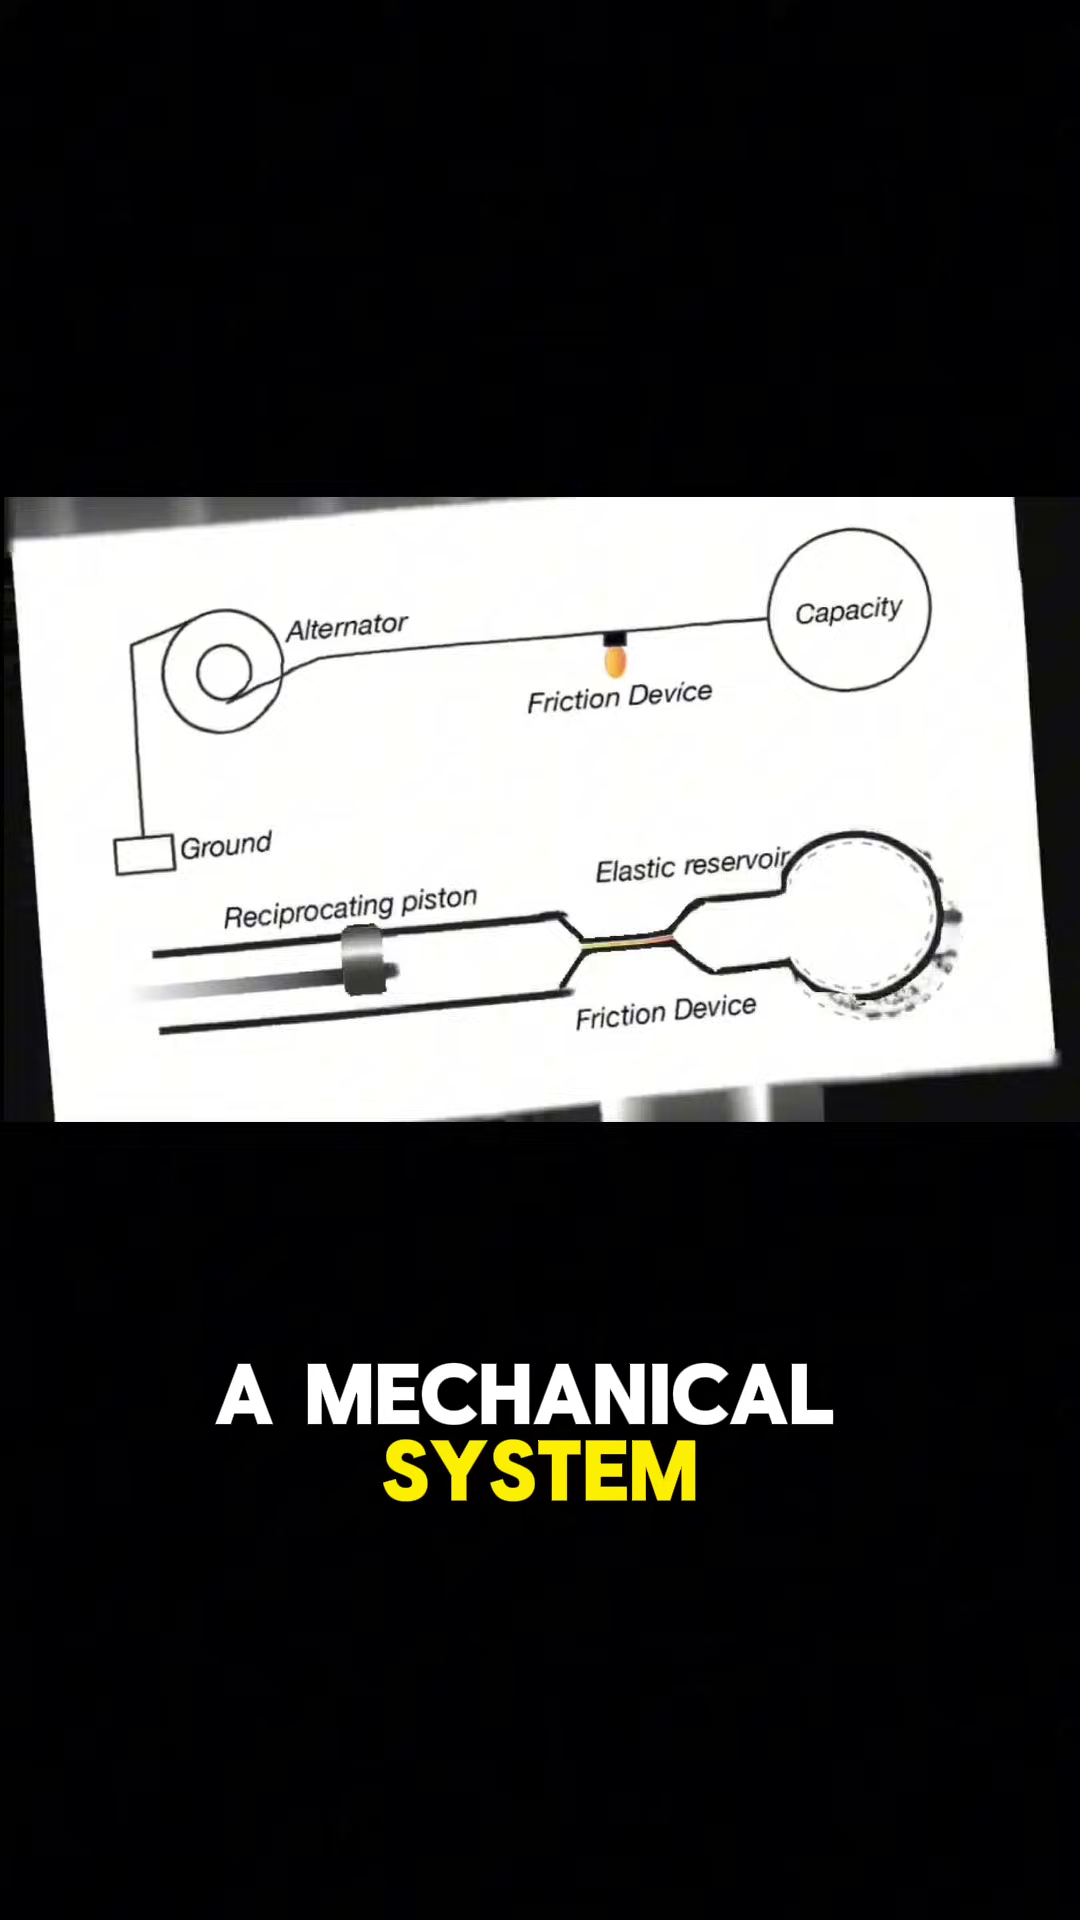 Alternator
Capacity
Friction Device
Ground
Elastic reservoir
Reciprocating piston
Friction Device
A MECHANICAL
SYSTEM